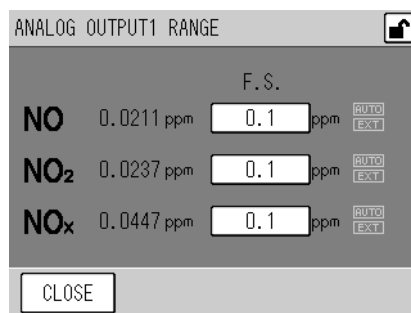 ANALOG OUTPUT1 RANGE
F.S.
NO 0.0211 ppm 0.1 ppm AUTO EXT
NO₂ 0.0237 ppm 0.1 ppm AUTO EXT
NOx 0.0447 ppm 0.1 ppm AUTO EXT
CLOSE